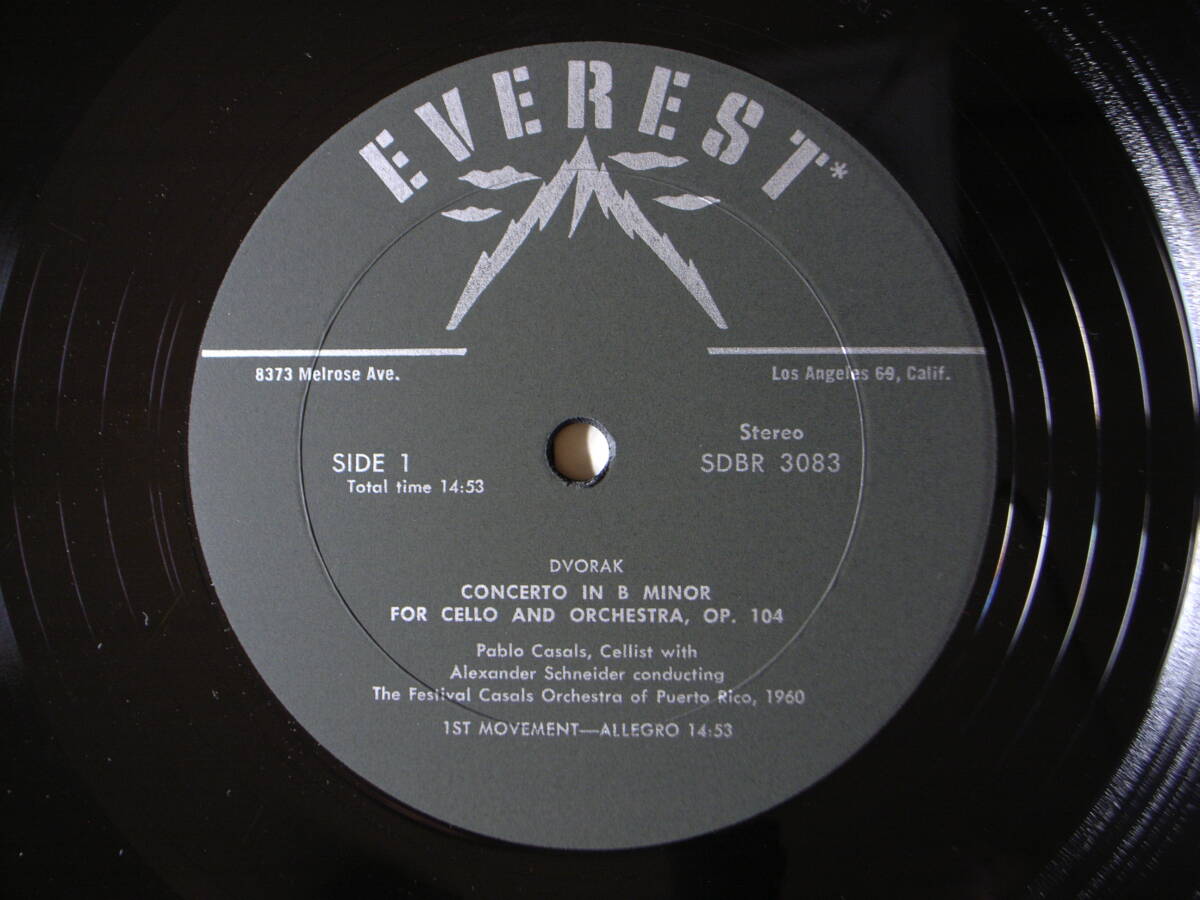 EVEREST*
8373 Melrose Ave.
Los Angeles 69, Calif.
SIDE 1
Total time 14:53
Stereo
SDBR 3083
DVORAK
CONCERTO IN B MINOR
FOR CELLO AND ORCHESTRA, OP. 104
Pablo Casals, Cellist with
Alexander Schneider conducting
The Festival Casals Orchestra of Puerto Rico, 1960
1ST MOVEMENT—ALLEGRO 14:53